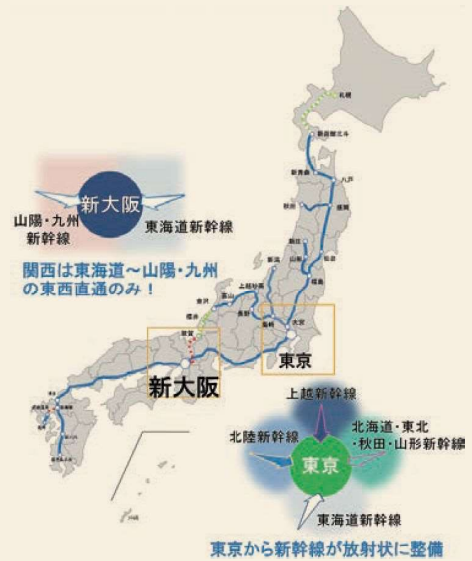 札幌
新函館北斗
新青森
八戸
秋田
盛岡
新庄
山形
仙台
福島
新潟
上越妙高
金沢
富山
長野
高崎
大宮
福井
敦賀
新大阪
東京
新大阪
山陽・九州
新幹線
東海道新幹線
関西は東海道～山陽・九州
の東西直通のみ！
上越新幹線
北陸新幹線
北海道・東北
・秋田・山形新幹線
東京
東海道新幹線
東京から新幹線が放射状に整備